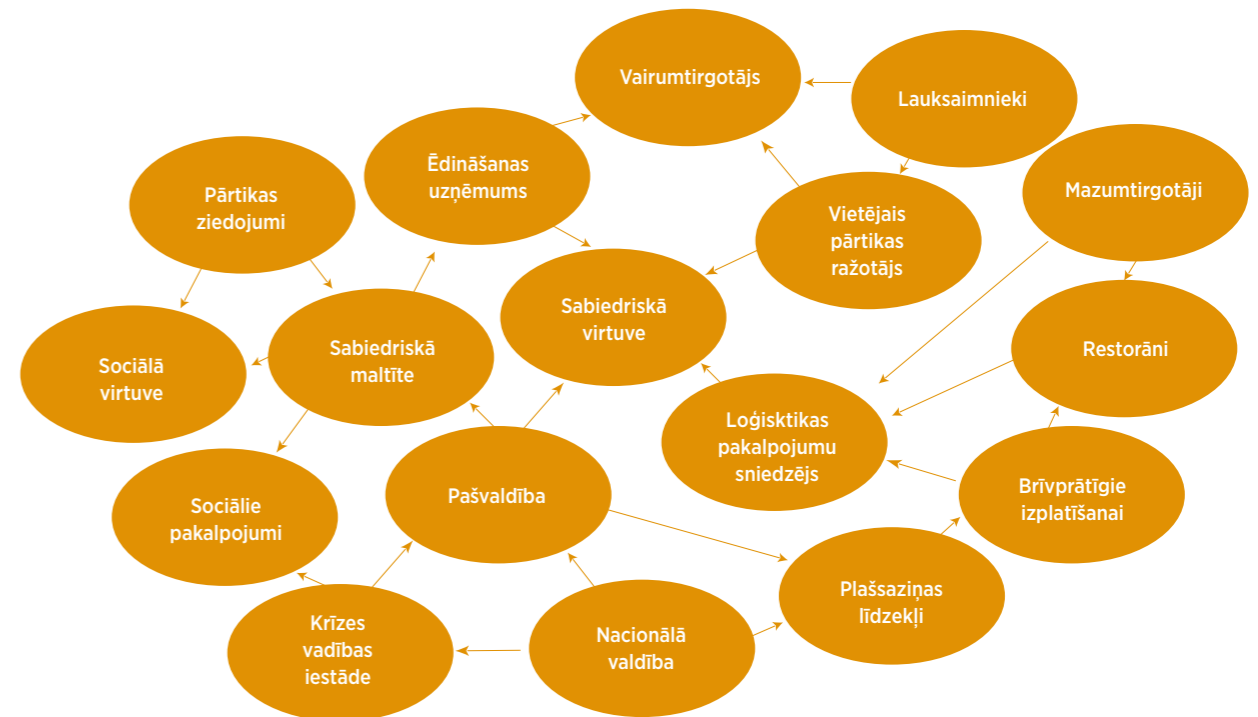 Vairumtirgotājs
Lauksaimnieki
Ēdināšanas
uzņēmums
Mazumtirgotāji
Pārtikas
ziedojumi
Vietējais
pārtikas
ražotājs
Sabiedriskā
virtuve
Sabiedriskā
maltīte
Restorāni
Sociālā
virtuve
Loģisktikas
pakalpojumu
sniedzējs
Pašvaldība
Brīvprātīgie
izplatīšanai
Sociālie
pakalpojumi
Plašsaziņas
līdzekļi
Krīzes
vadības
iestāde
Nacionālā
valdība